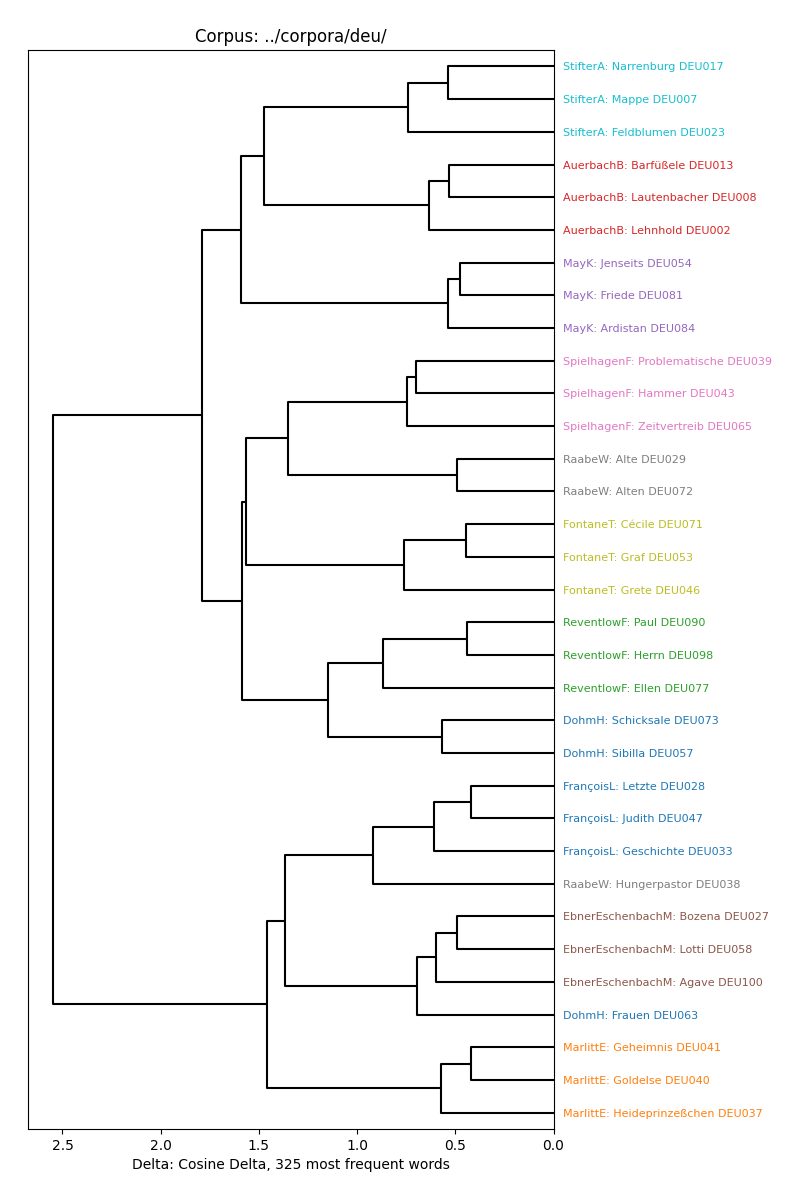 Corpus: ../corpora/deu/
StifterA: Narrenburg DEU017
StifterA: Mappe DEU007
StifterA: Feldblumen DEU023
AuerbachB: Barfüßele DEU013
AuerbachB: Lautenbacher DEU008
AuerbachB: Lehnhold DEU002
MayK: Jenseits DEU054
MayK: Friede DEU081
MayK: Ardistan DEU084
SpielhagenF: Problematische DEU039
SpielhagenF: Hammer DEU043
SpielhagenF: Zeitvertreib DEU065
RaabeW: Alte DEU029
RaabeW: Alten DEU072
FontaneT: Cécile DEU071
FontaneT: Graf DEU053
FontaneT: Grete DEU046
ReventlowF: Paul DEU090
ReventlowF: Herrn DEU098
ReventlowF: Ellen DEU077
DohmH: Schicksale DEU073
DohmH: Sibilla DEU057
FrançoisL: Letzte DEU028
FrançoisL: Judith DEU047
FrançoisL: Geschichte DEU033
RaabeW: Hungerpastor DEU038
EbnerEschenbachM: Bozena DEU027
EbnerEschenbachM: Lotti DEU058
EbnerEschenbachM: Agave DEU100
DohmH: Frauen DEU063
MarlittE: Geheimnis DEU041
MarlittE: Goldelse DEU040
MarlittE: Heideprinzeßchen DEU037
2.5 2.0 1.5 1.0 0.5 0.0
Delta: Cosine Delta, 325 most frequent words